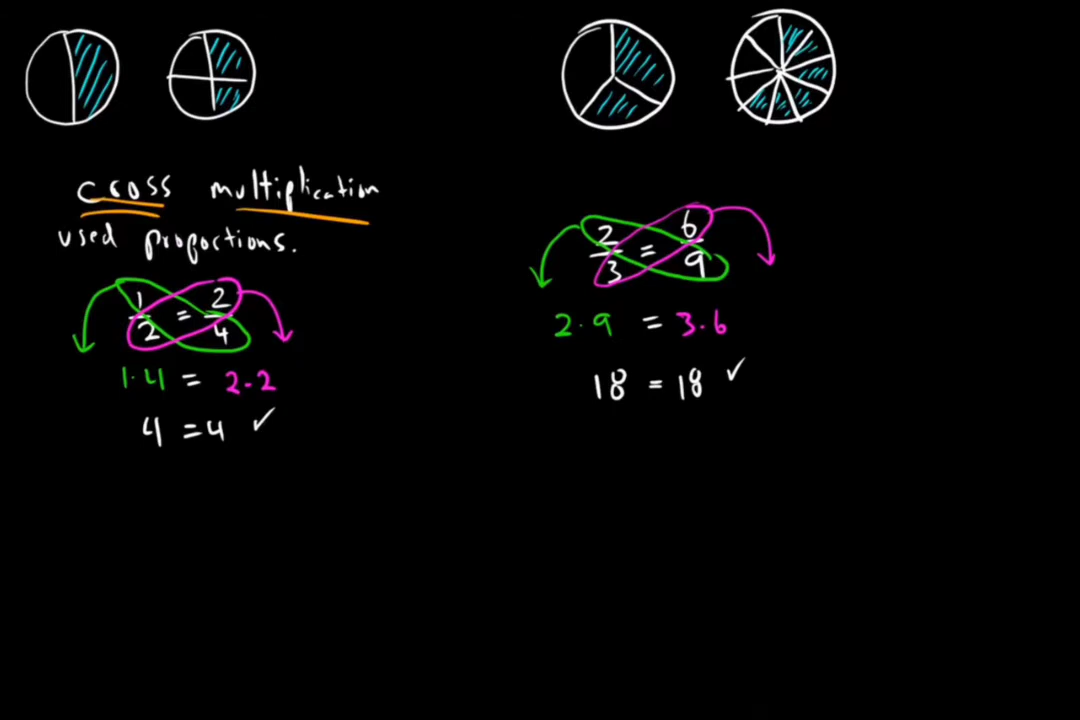 cross multiplication
used proportions.
1/2 = 2/4
1·4 = 2·2
4 = 4 ✓
2/3 = 6/9
2·9 = 3·6
18 = 18 ✓